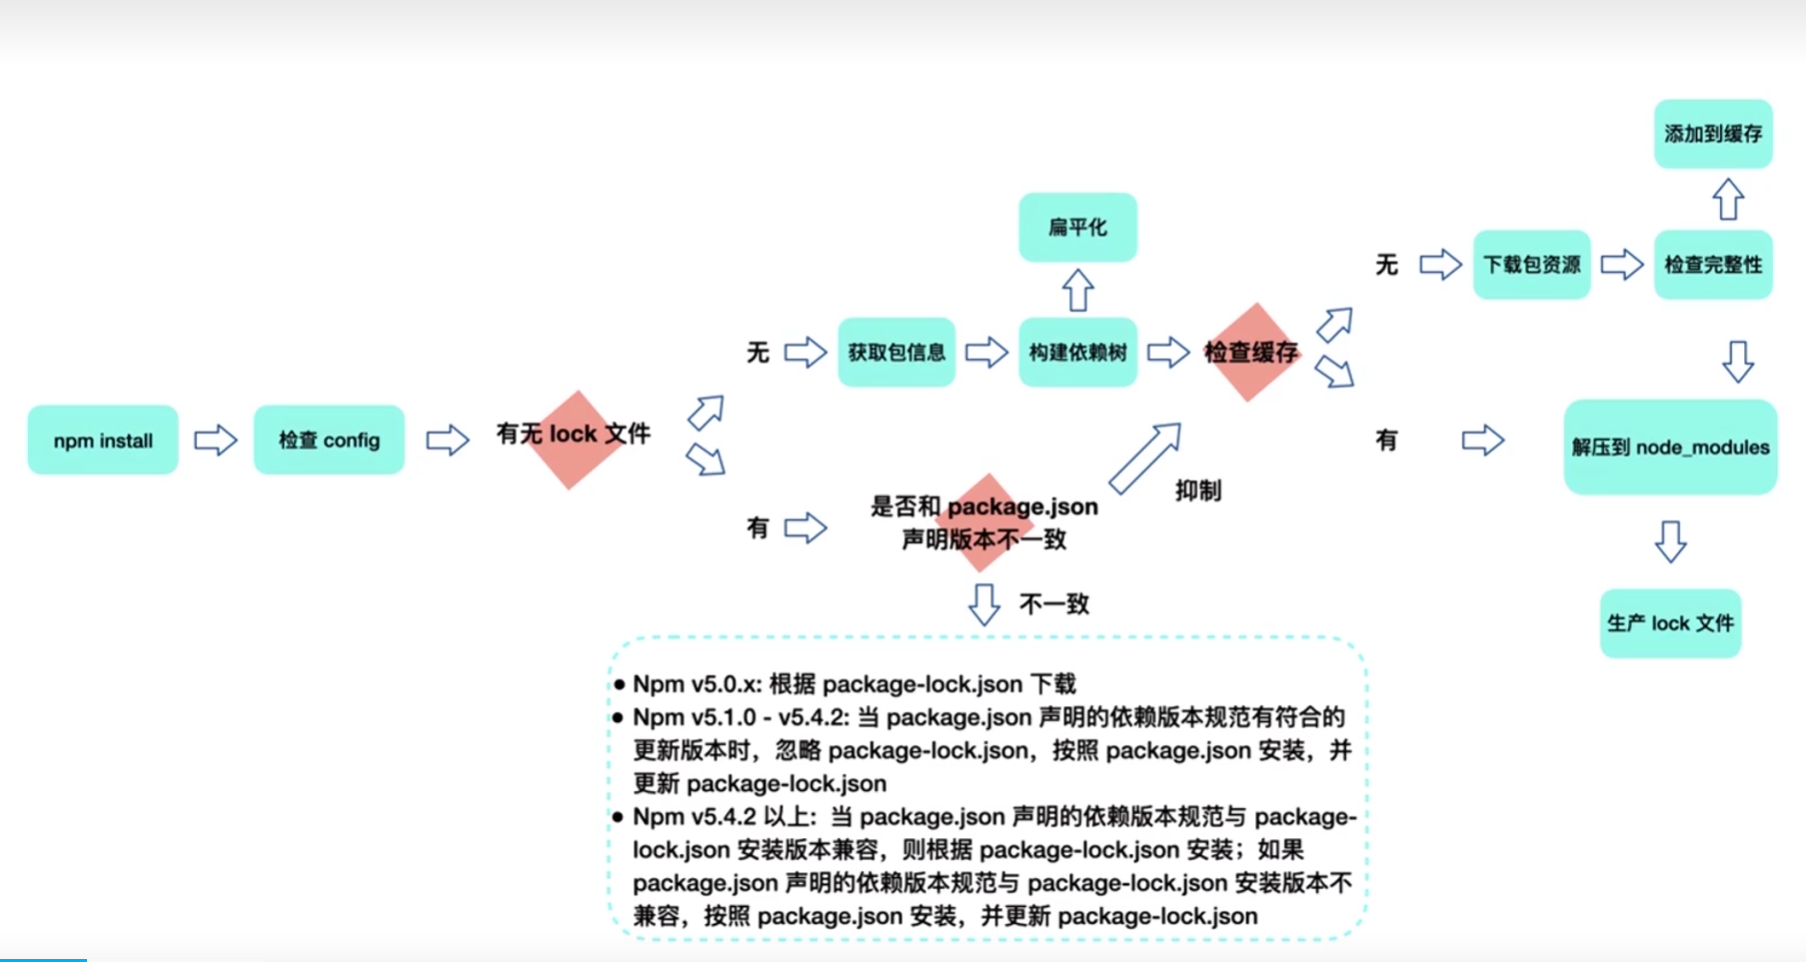 添加到缓存
扁平化
无
下载包资源
检查完整性
无
获取包信息
构建依赖树
检查缓存
npm install
检查 config
有无 lock 文件
有
解压到 node_modules
抑制
有
是否和 package.json
声明版本不一致
不一致
生产 lock 文件
● Npm v5.0.x: 根据 package-lock.json 下载
● Npm v5.1.0 - v5.4.2: 当 package.json 声明的依赖版本规范有符合的
更新版本时，忽略 package-lock.json，按照 package.json 安装，并
更新 package-lock.json
● Npm v5.4.2 以上：当 package.json 声明的依赖版本规范与 package-
lock.json 安装版本兼容，则根据 package-lock.json 安装；如果
package.json 声明的依赖版本规范与 package-lock.json 安装版本不
兼容，按照 package.json 安装，并更新 package-lock.json